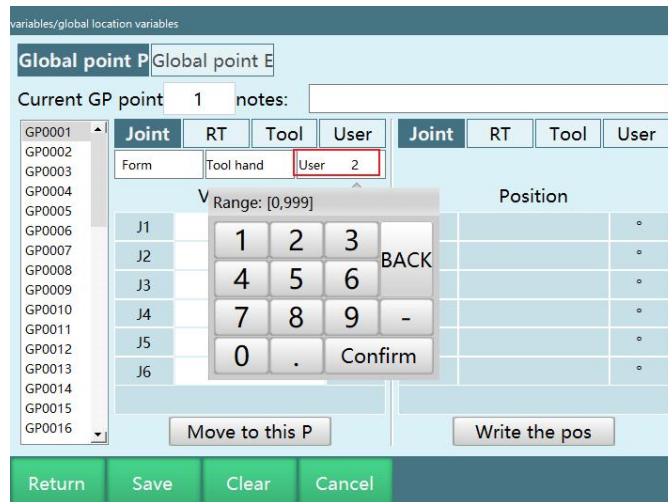 variables/global location variables
Global point P Global point E
Current GP point 1 notes:
GP0001
GP0002
GP0003
GP0004
GP0005
GP0006
GP0007
GP0008
GP0009
GP0010
GP0011
GP0012
GP0013
GP0014
GP0015
GP0016
Joint RT Tool User
Form Tool hand User 2
V
J1
J2
J3
J4
J5
J6
Range: [0,999]
1 2 3 BACK
4 5 6
7 8 9 -
0 . Confirm
Move to this P
Joint RT Tool User
Position
°
°
°
°
°
°
Write the pos
Return Save Clear Cancel